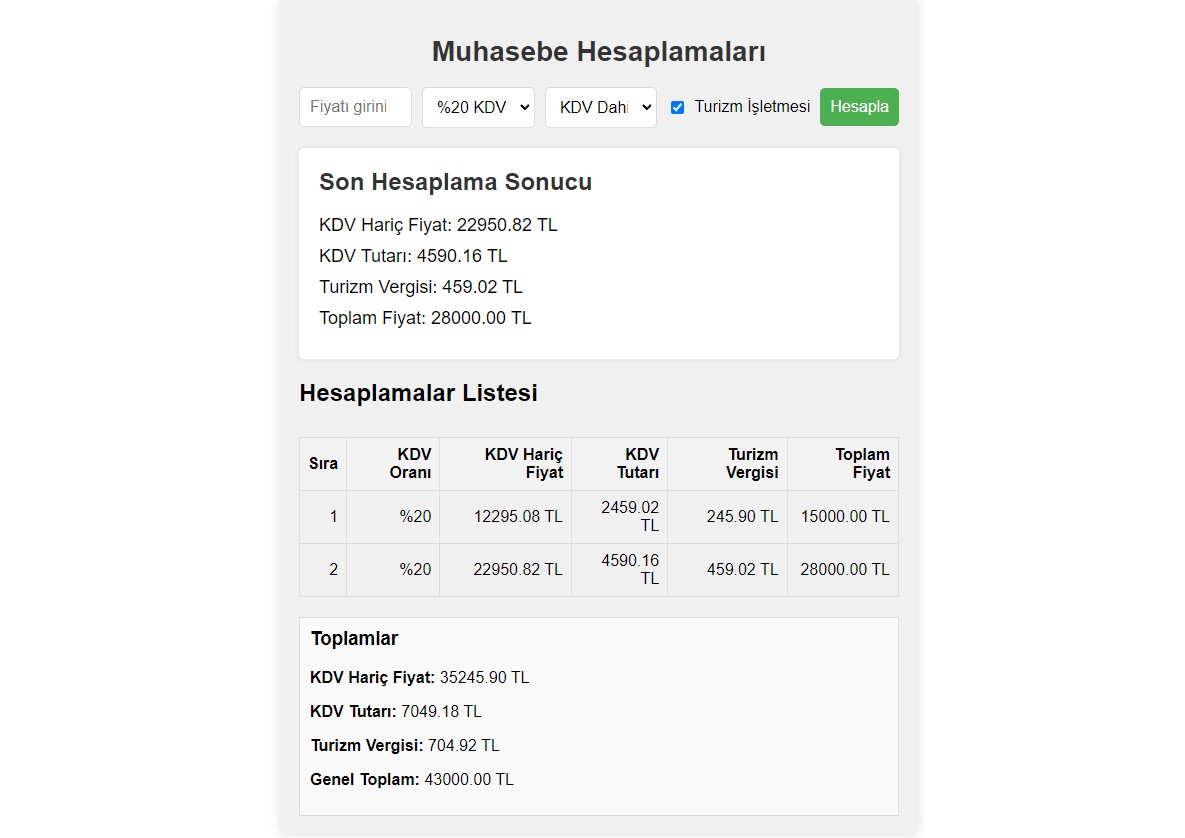 Muhasebe Hesaplamaları
Fiyatı girini %20 KDV KDV Dahi Turizm İşletmesi Hesapla
Son Hesaplama Sonucu
KDV Hariç Fiyat: 22950.82 TL
KDV Tutarı: 4590.16 TL
Turizm Vergisi: 459.02 TL
Toplam Fiyat: 28000.00 TL
Hesaplamalar Listesi
Sıra KDV Oranı KDV Hariç Fiyat KDV Tutarı Turizm Vergisi Toplam Fiyat
1 %20 12295.08 TL 2459.02 TL 245.90 TL 15000.00 TL
2 %20 22950.82 TL 4590.16 TL 459.02 TL 28000.00 TL
Toplamlar
KDV Hariç Fiyat: 35245.90 TL
KDV Tutarı: 7049.18 TL
Turizm Vergisi: 704.92 TL
Genel Toplam: 43000.00 TL